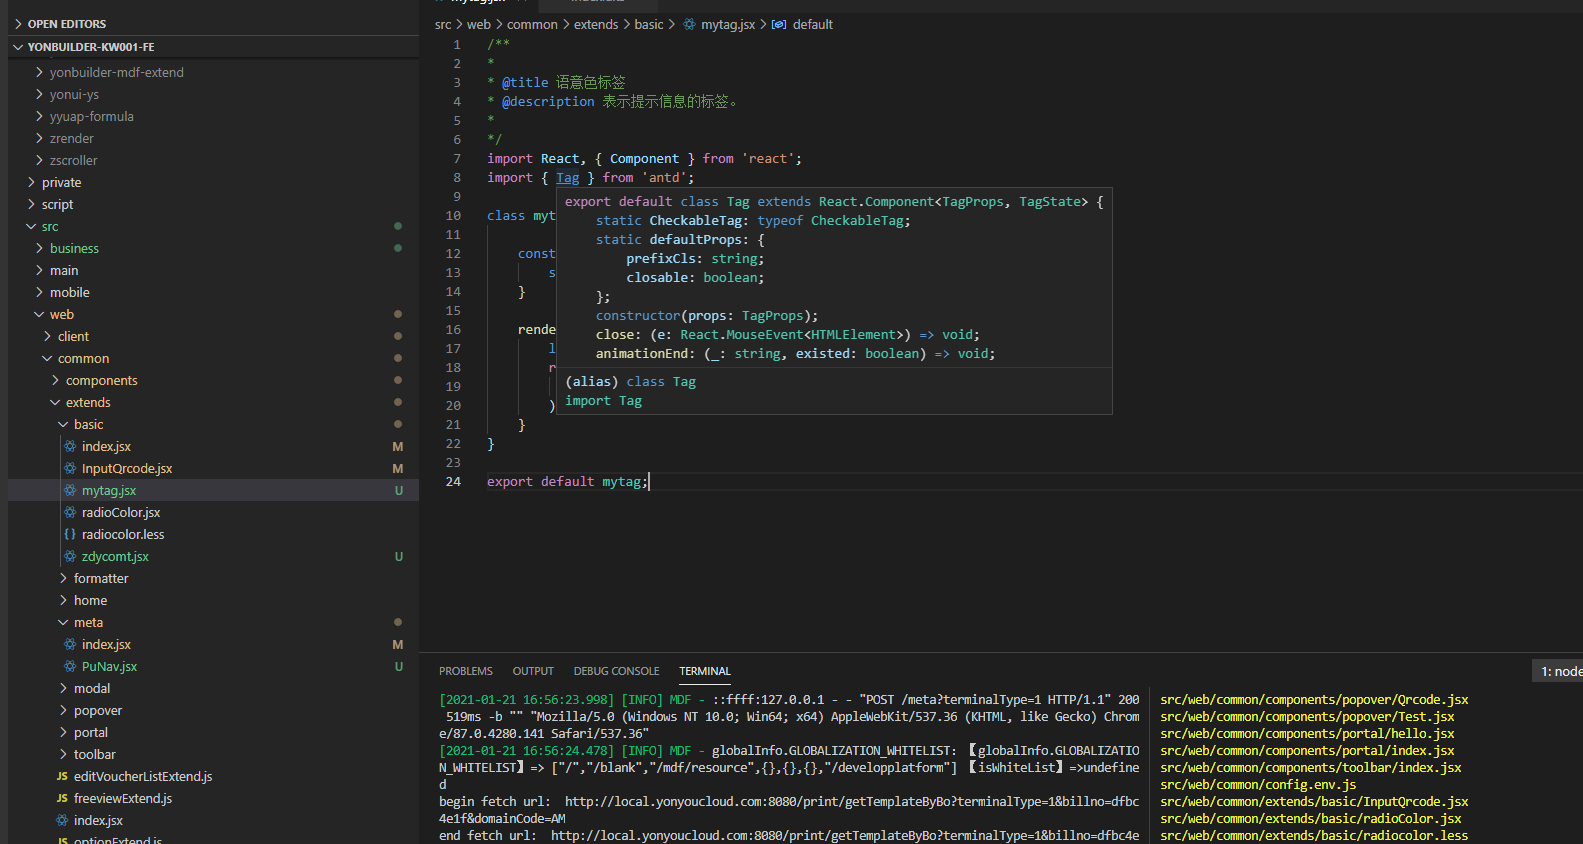 mytag.jsx
OPEN EDITORS
YONBUILDER-KW001-FE
yonbuilder-mdf-extend
yonui-ys
yyuap-formula
zrender
zscroller
private
script
src
business
main
mobile
web
client
common
components
extends
basic
index.jsx M
InputQrcode.jsx M
mytag.jsx U
radioColor.jsx
radiocolor.less
zdycomt.jsx U
formatter
home
meta
index.jsx M
PuNav.jsx U
modal
popover
portal
toolbar
JS editVoucherListExtend.js
JS freeviewExtend.js
index.jsx
JS optionExtend.js
src > web > common > extends > basic > mytag.jsx > default
1 /**
2 *
3 * @title 语意色标签
4 * @description 表示提示信息的标签。
5 *
6 */
7 import React, { Component } from 'react';
8 import { Tag } from 'antd';
9
10 class myt
11
12 const
13 s
14 }
15
16 rende
17 l
18 r
19
20 )
21 }
22 }
23
24 export default mytag;
export default class Tag extends React.Component<TagProps, TagState> {
static CheckableTag: typeof CheckableTag;
static defaultProps: {
prefixCls: string;
closable: boolean;
};
constructor(props: TagProps);
close: (e: React.MouseEvent<HTMLElement>) => void;
animationEnd: (_: string, existed: boolean) => void;
(alias) class Tag
import Tag
PROBLEMS OUTPUT DEBUG CONSOLE TERMINAL
1: node
[2021-01-21 16:56:23.998] [INFO] MDF - ::ffff:127.0.0.1 - - "POST /meta?terminalType=1 HTTP/1.1" 200
519ms -b "" "Mozilla/5.0 (Windows NT 10.0; Win64; x64) AppleWebKit/537.36 (KHTML, like Gecko) Chrom
e/87.0.4280.141 Safari/537.36"
[2021-01-21 16:56:24.478] [INFO] MDF - globalInfo.GLOBALIZATION_WHITELIST: 【globalInfo.GLOBALIZATIO
N_WHITELIST】=> ["/","/blank","/mdf/resource",{},{},{},"/developplatform"] 【isWhiteList】=>undefine
d
begin fetch url: http://local.yonyoucloud.com:8080/print/getTemplateByBo?terminalType=1&billno=dfbc
4e1f&domainCode=AM
end fetch url: http://local.yonyoucloud.com:8080/print/getTemplateByBo?terminalType=1&billno=dfbc4e
src/web/common/components/popover/Qrcode.jsx
src/web/common/components/popover/Test.jsx
src/web/common/components/portal/hello.jsx
src/web/common/components/portal/index.jsx
src/web/common/components/toolbar/index.jsx
src/web/common/config.env.js
src/web/common/extends/basic/InputQrcode.jsx
src/web/common/extends/basic/radioColor.jsx
src/web/common/extends/basic/radiocolor.less